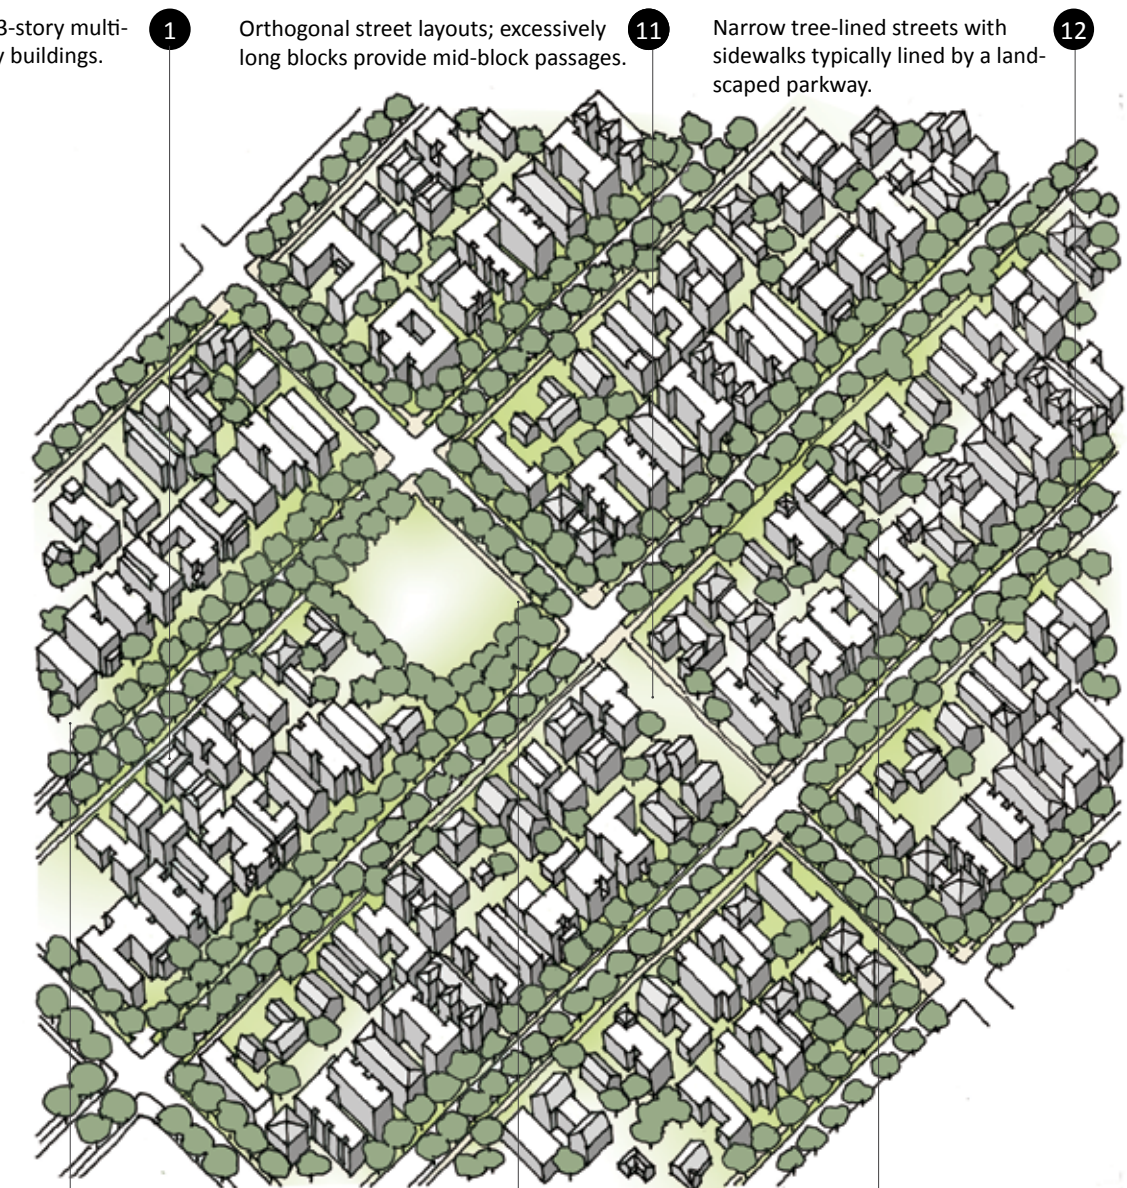 3-story multi-
y buildings.
1
Orthogonal street layouts; excessively
long blocks provide mid-block passages.
11
Narrow tree-lined streets with
sidewalks typically lined by a land-
scaped parkway.
12